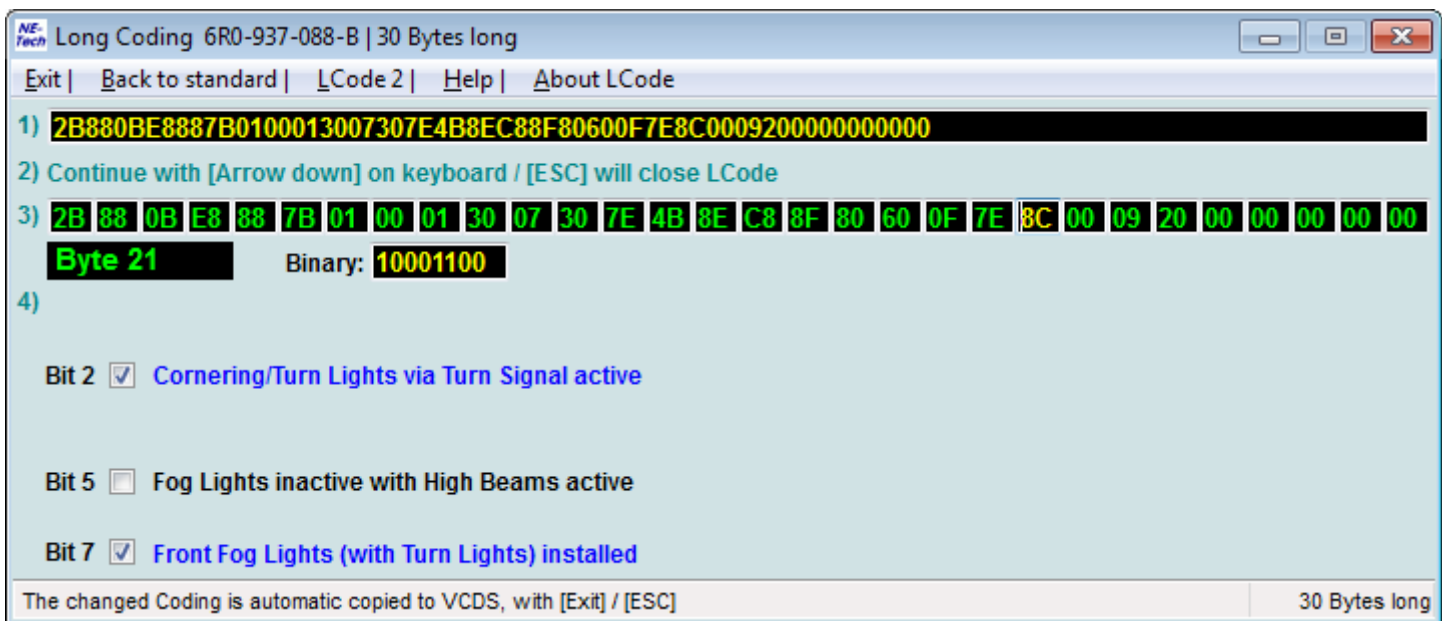 NE-Tech Long Coding 6R0-937-088-B | 30 Bytes long
Exit | Back to standard | LCode 2 | Help | About LCode
1) 2B880BE8887B0100013007307E4B8EC88F80600F7E8C0009200000000000
2) Continue with [Arrow down] on keyboard / [ESC] will close LCode
3) 2B 88 0B E8 88 7B 01 00 01 30 07 30 7E 4B 8E C8 8F 80 60 0F 7E 8C 00 09 20 00 00 00 00 00
Byte 21 Binary: 10001100
4)
Bit 2 Cornering/Turn Lights via Turn Signal active
Bit 5 Fog Lights inactive with High Beams active
Bit 7 Front Fog Lights (with Turn Lights) installed
The changed Coding is automatic copied to VCDS, with [Exit] / [ESC] 30 Bytes long